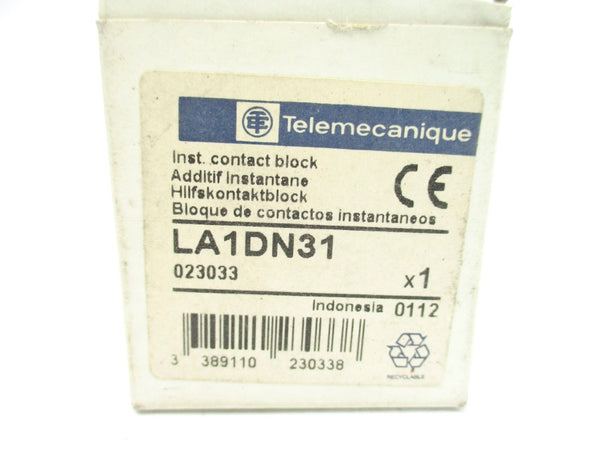 Telemecanique
Inst. contact block
Additif instantane
Hilfskontaktblock
Bloque de contactos instantaneos
CE
LA1DN31
023033 x1
Indonesia 0112
3 389110 230338
RECYCLABLE